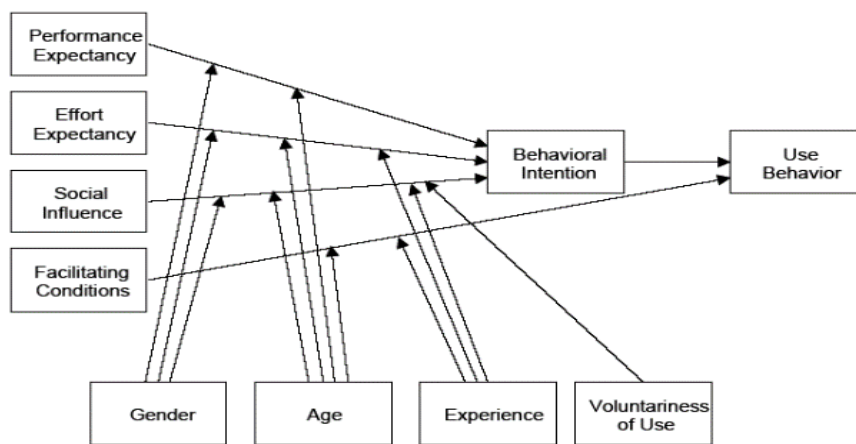 Performance
Expectancy
Effort
Expectancy
Social
Influence
Facilitating
Conditions
Behavioral
Intention
Use
Behavior
Gender
Age
Experience
Voluntariness
of Use